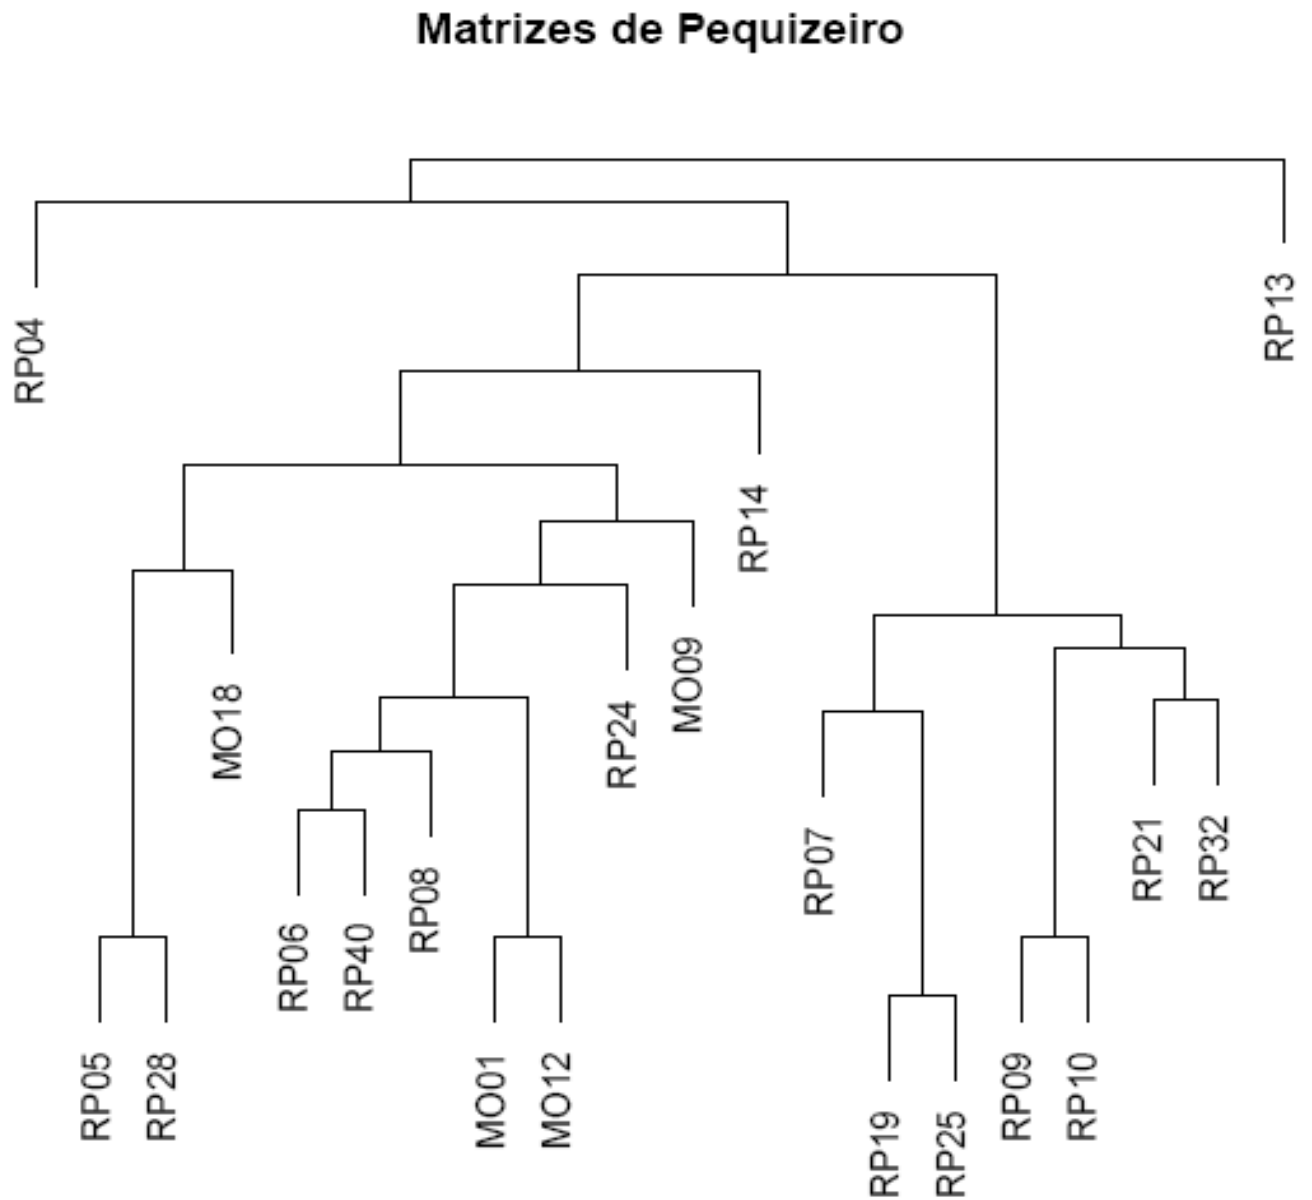 Matrizes de Pequizeiro
RP04
RP05
RP28
MO18
RP06
RP40
RP08
MO01
MO12
RP24
MO09
RP14
RP07
RP19
RP25
RP09
RP10
RP21
RP32
RP13